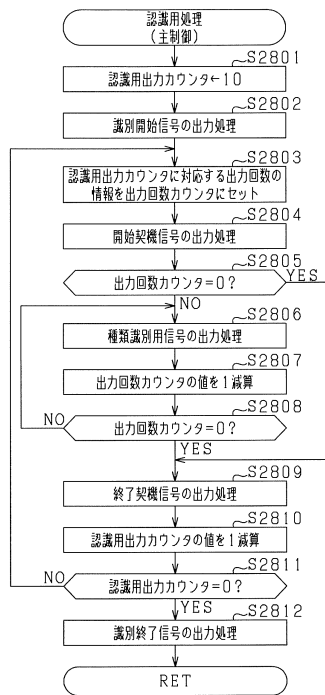 認識用処理
(主制御)
S2801
認識用出力カウンタ←10
S2802
識別開始信号の出力処理
S2803
認識用出力カウンタに対応する出力回数の
情報を出力回数カウンタにセット
S2804
開始契機信号の出力処理
S2805
出力回数カウンタ=0?
YES
NO
S2806
種類識別用信号の出力処理
S2807
出力回数カウンタの値を1減算
S2808
出力回数カウンタ=0?
NO
YES
S2809
終了契機信号の出力処理
S2810
認識用出力カウンタの値を1減算
S2811
認識用出力カウンタ=0?
NO
YES
S2812
識別終了信号の出力処理
RET